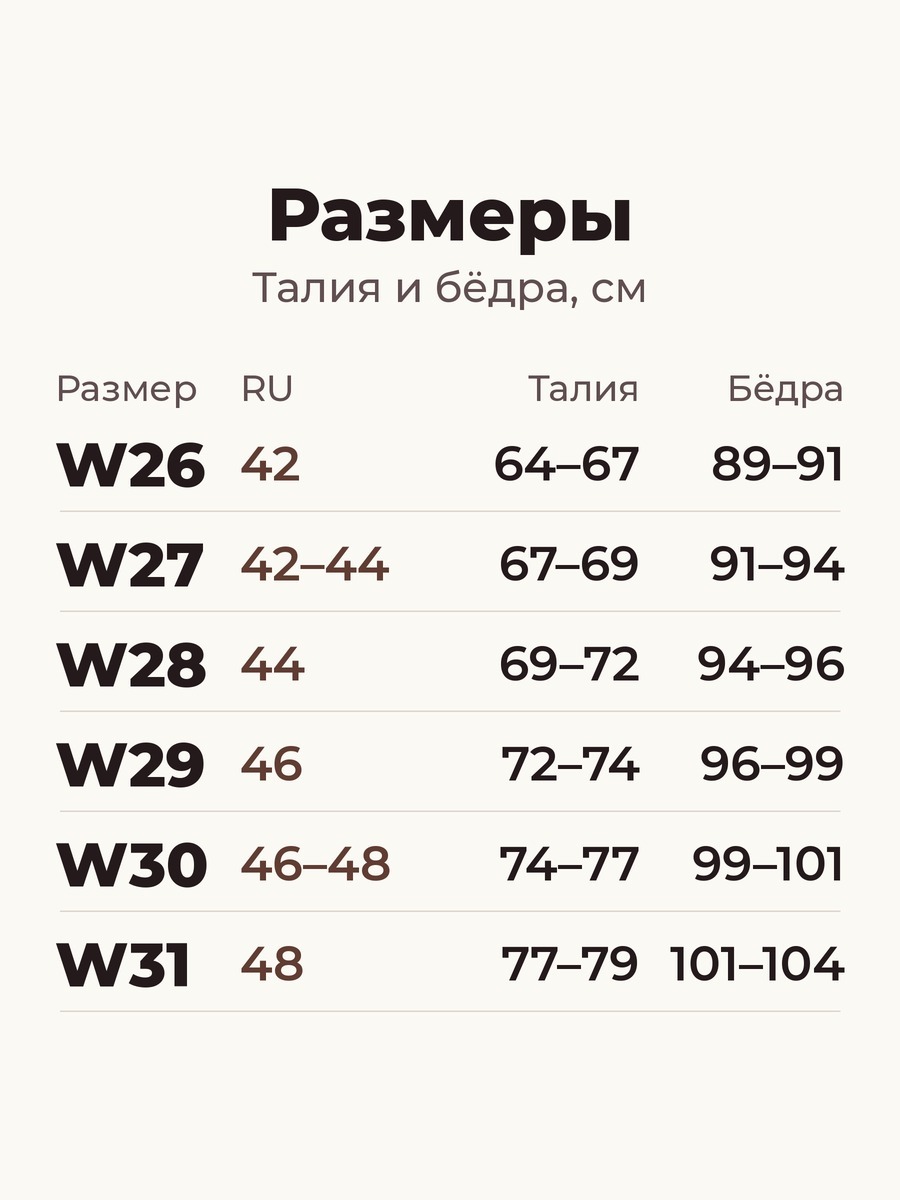 Размеры
Талия и бёдра, см
Размер RU Талия Бёдра
W26 42 64–67 89–91
W27 42–44 67–69 91–94
W28 44 69–72 94–96
W29 46 72–74 96–99
W30 46–48 74–77 99–101
W31 48 77–79 101–104